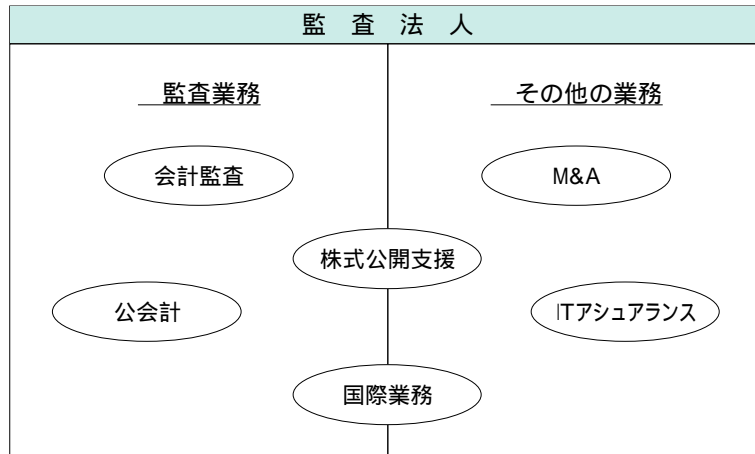 監 査 法 人
監査業務
その他の業務
会計監査
M&A
株式公開支援
公会計
ITアシュアランス
国際業務